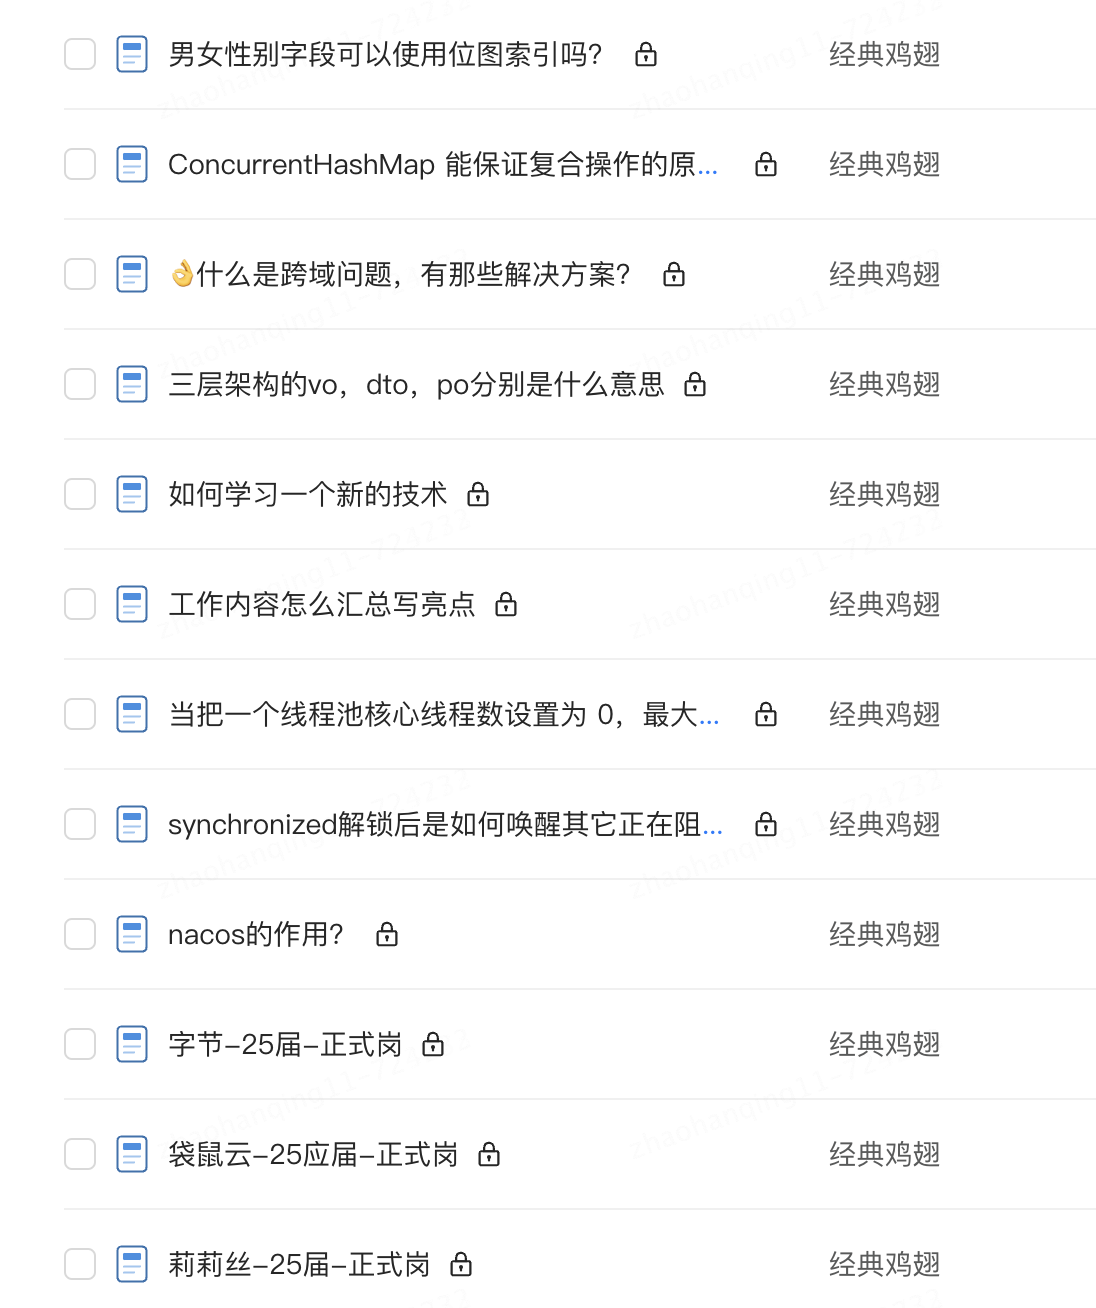 男女性别字段可以使用位图索引吗？ 经典鸡翅
ConcurrentHashMap 能保证复合操作的原... 经典鸡翅
👌什么是跨域问题，有那些解决方案？ 经典鸡翅
三层架构的vo，dto，po分别是什么意思 经典鸡翅
如何学习一个新的技术 经典鸡翅
工作内容怎么汇总写亮点 经典鸡翅
当把一个线程池核心线程数设置为 0，最大... 经典鸡翅
synchronized解锁后是如何唤醒其它正在阻... 经典鸡翅
nacos的作用？ 经典鸡翅
字节-25届-正式岗 经典鸡翅
袋鼠云-25应届-正式岗 经典鸡翅
莉莉丝-25届-正式岗 经典鸡翅